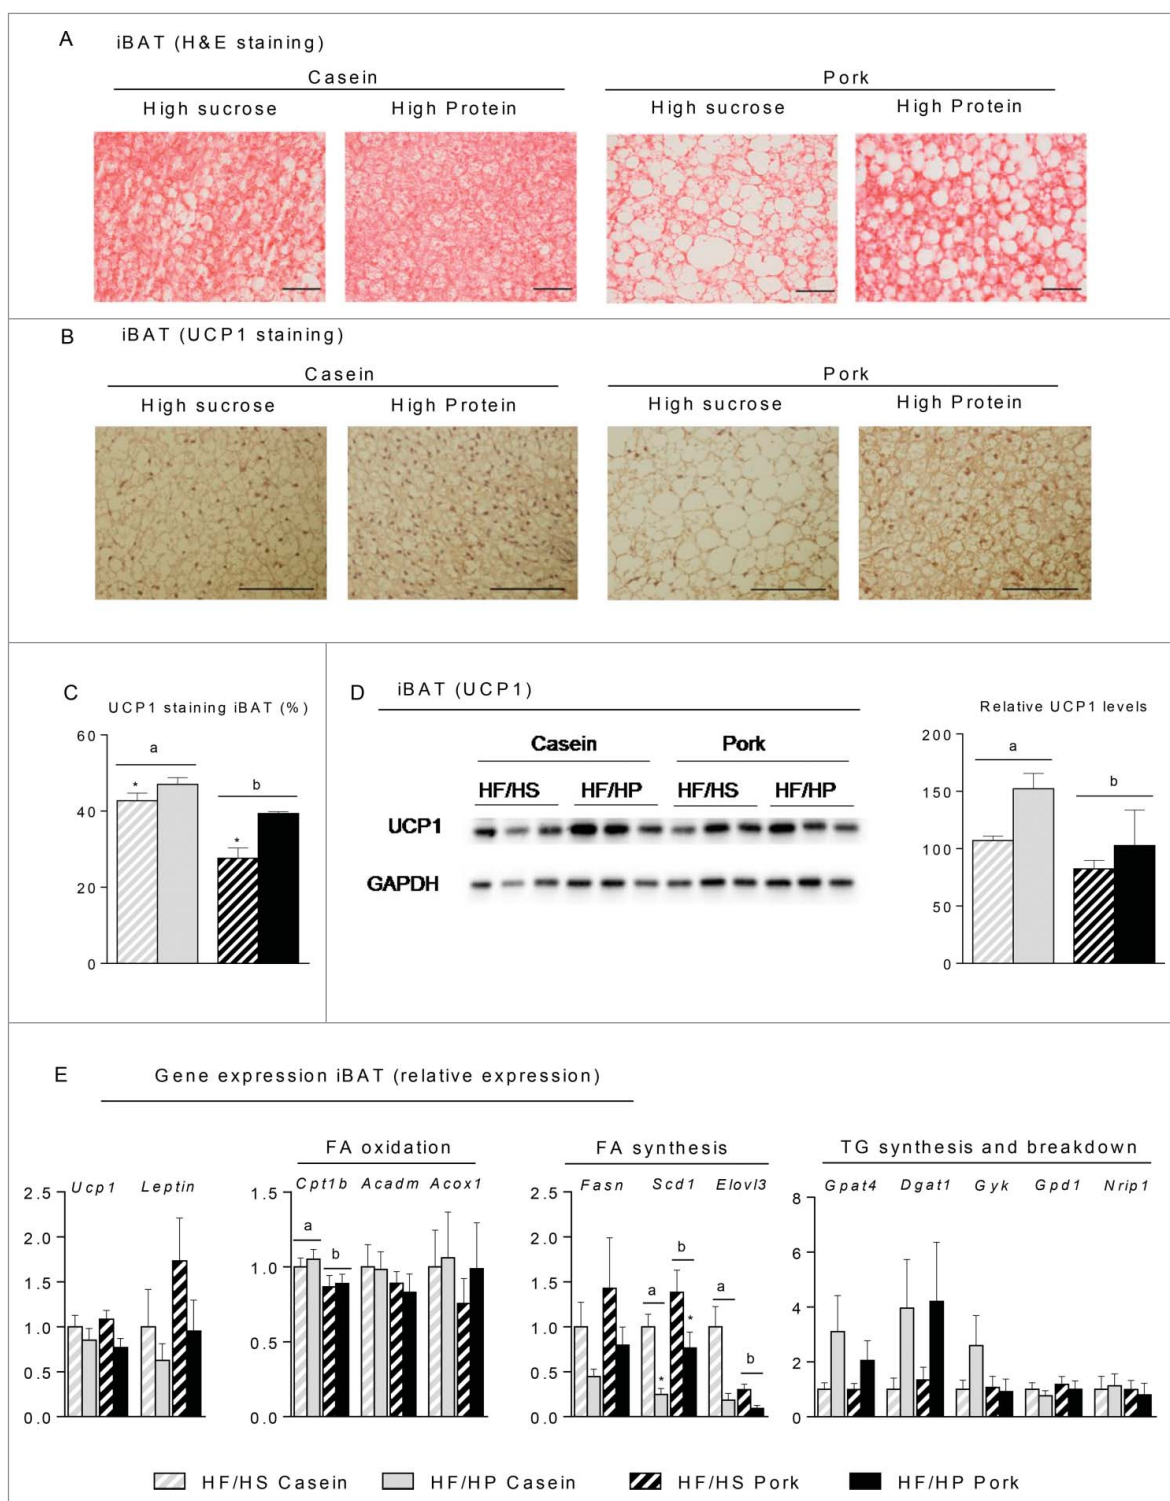 A iBAT (H&E staining)
Casein Pork
High sucrose High Protein High sucrose High Protein
B iBAT (UCP1 staining)
Casein Pork
High sucrose High Protein High sucrose High Protein
C
UCP1 staining iBAT (%)
60
40
20
0
a
*
b
*
D iBAT (UCP1)
Casein Pork
HF/HS HF/HP HF/HS HF/HP
UCP1
GAPDH
Relative UCP1 levels
200
150
100
50
0
a
b
E Gene expression iBAT (relative expression)
Ucp1 Leptin
2.5
2.0
1.5
1.0
0.5
0.0
FA oxidation
Cpt1b Acadm Acox1
1.5
1.0
0.5
0.0
a
b
FA synthesis
Fasn Scd1 Elovl3
2.5
2.0
1.5
1.0
0.5
0.0
a
*
b
*
a
b
TG synthesis and breakdown
Gpat4 Dgat1 Gyk Gpd1 Nrip1
8
6
4
2
0
HF/HS Casein HF/HP Casein HF/HS Pork HF/HP Pork